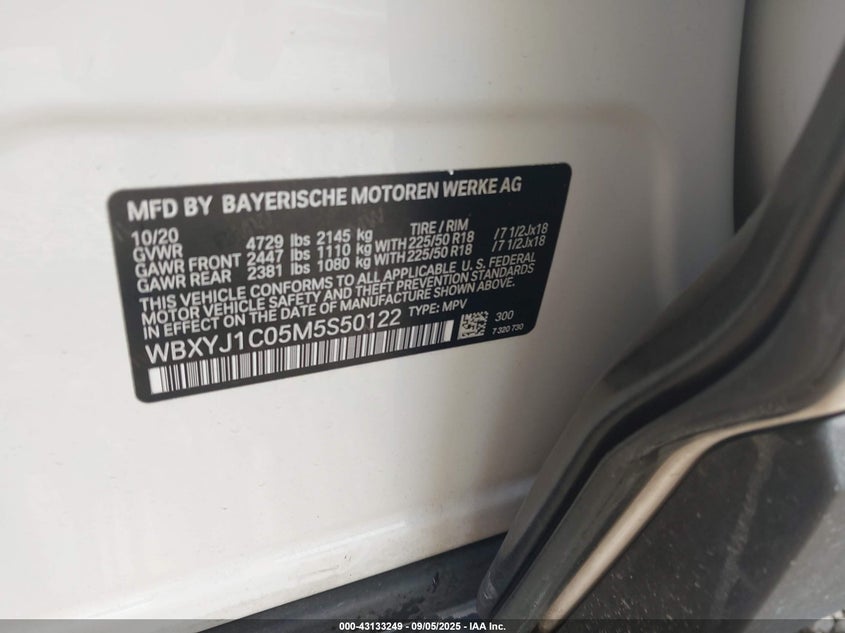 MFD BY BAYERISCHE MOTOREN WERKE AG
10/20 TIRE / RIM
GVWR 4729 lbs 2145 kg
GAWR FRONT 2447 lbs 1110 kg WITH 225/50 R18 / 7 1/2Jx18
GAWR REAR 2381 lbs 1080 kg WITH 225/50 R18 / 7 1/2Jx18
THIS VEHICLE CONFORMS TO ALL APPLICABLE U. S. FEDERAL
MOTOR VEHICLE SAFETY AND THEFT PREVENTION STANDARDS
IN EFFECT ON THE DATE OF MANUFACTURE SHOWN ABOVE.
WBXYJ1C05M5S50122 TYPE: MPV
300
7 320 730
000-43133249 - 09/05/2025 - IAA Inc.